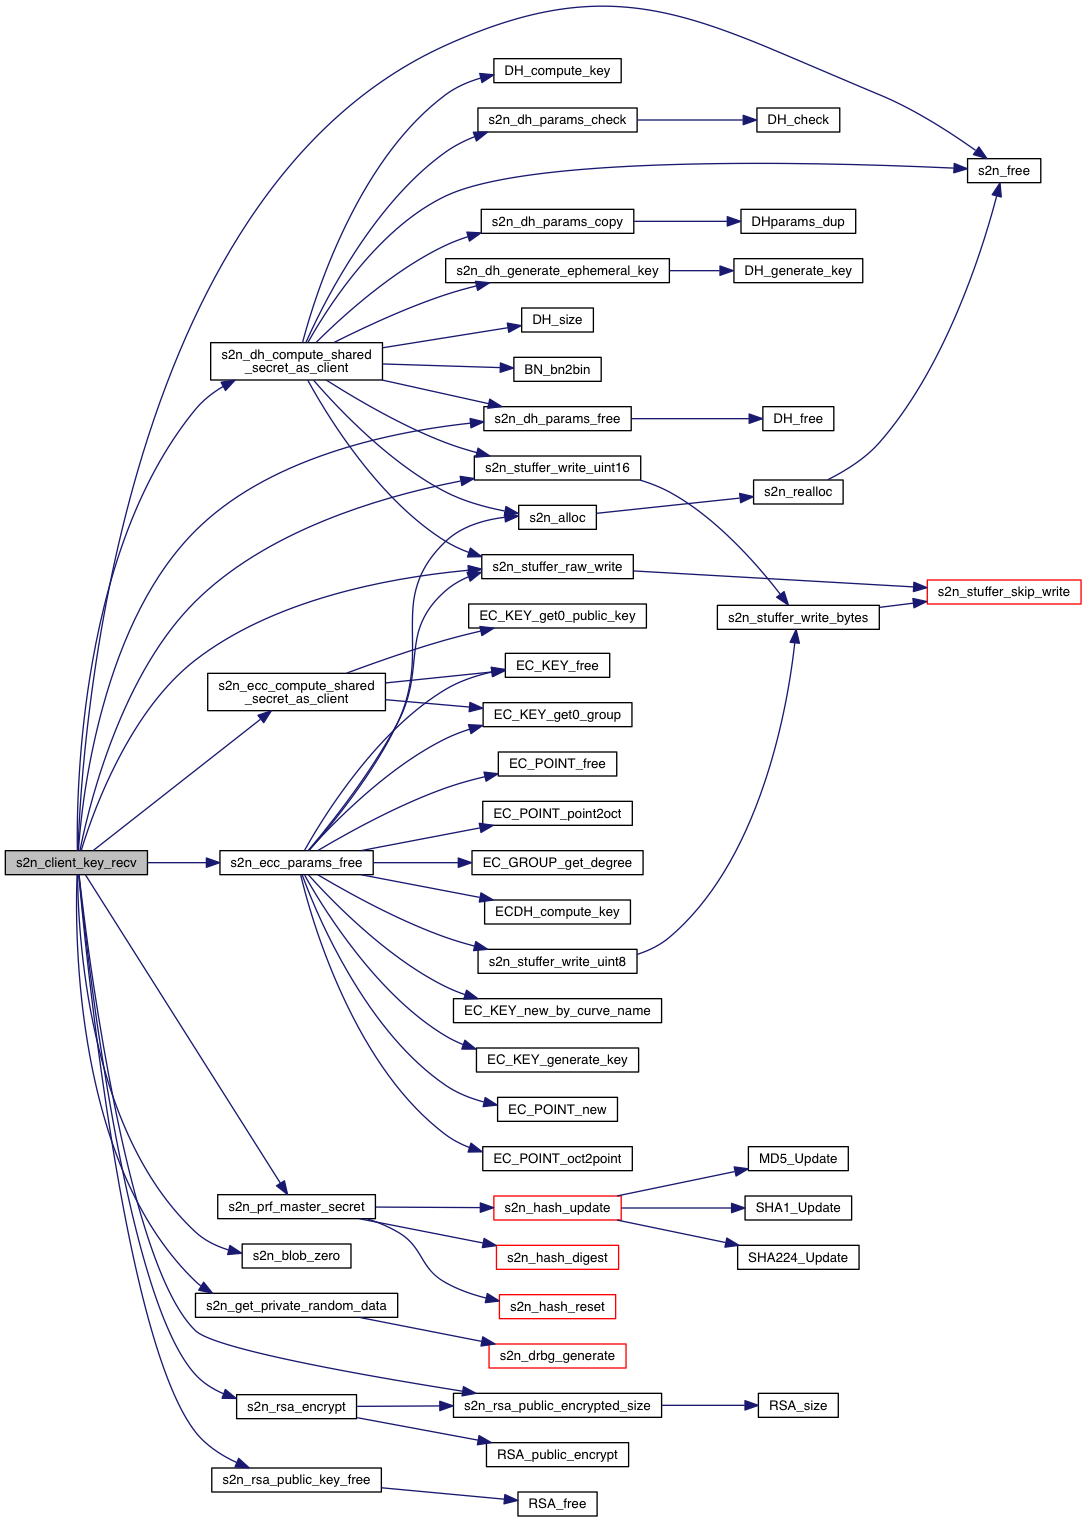 DH_compute_key
s2n_dh_params_check
DH_check
s2n_free
s2n_dh_params_copy
DHparams_dup
s2n_dh_generate_ephemeral_key
DH_generate_key
DH_size
s2n_dh_compute_shared
_secret_as_client
BN_bn2bin
s2n_dh_params_free
DH_free
s2n_stuffer_write_uint16
s2n_realloc
s2n_alloc
s2n_stuffer_raw_write
s2n_stuffer_skip_write
s2n_stuffer_write_bytes
EC_KEY_get0_public_key
EC_KEY_free
s2n_ecc_compute_shared
_secret_as_client
EC_KEY_get0_group
EC_POINT_free
EC_POINT_point2oct
s2n_client_key_recv
s2n_ecc_params_free
EC_GROUP_get_degree
ECDH_compute_key
s2n_stuffer_write_uint8
EC_KEY_new_by_curve_name
EC_KEY_generate_key
EC_POINT_new
EC_POINT_oct2point
MD5_Update
s2n_prf_master_secret
s2n_hash_update
SHA1_Update
s2n_blob_zero
s2n_hash_digest
SHA224_Update
s2n_get_private_random_data
s2n_hash_reset
s2n_drbg_generate
s2n_rsa_encrypt
s2n_rsa_public_encrypted_size
RSA_size
RSA_public_encrypt
s2n_rsa_public_key_free
RSA_free